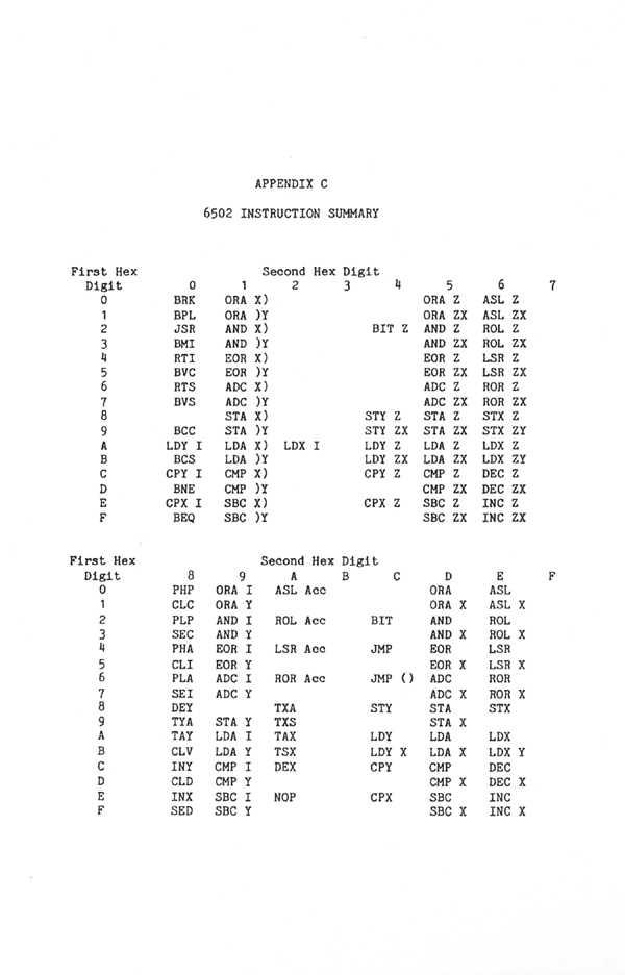 APPENDIX C
6502 INSTRUCTION SUMMARY
First Hex Second Hex Digit
Digit 0 1 2 3 4 5 6 7
0 BRK ORA X) ORA Z ASL Z
1 BPL ORA )Y ORA ZX ASL ZX
2 JSR AND X) BIT Z AND Z ROL Z
3 BMI AND )Y AND ZX ROL ZX
4 RTI EOR X) EOR Z LSR Z
5 BVC EOR )Y EOR ZX LSR ZX
6 RTS ADC X) ADC Z ROR Z
7 BVS ADC )Y ADC ZX ROR ZX
8 STA X) STY Z STA Z STX Z
9 BCC STA )Y STY ZX STA ZX STX ZY
A LDY I LDA X) LDX I LDY Z LDA Z LDX Z
B BCS LDA )Y LDY ZX LDA ZX LDX ZY
C CPY I CMP X) CPY Z CMP Z DEC Z
D BNE CMP )Y CMP ZX DEC ZX
E CPX I SBC X) CPX Z SBC Z INC Z
F BEQ SBC )Y SBC ZX INC ZX
First Hex Second Hex Digit
Digit 8 9 A B C D E F
0 PHP ORA I ASL Acc ORA ASL
1 CLC ORA Y ORA X ASL X
2 PLP AND I ROL Acc BIT AND ROL
3 SEC AND Y AND X ROL X
4 PHA EOR I LSR Acc JMP EOR LSR
5 CLI EOR Y EOR X LSR X
6 PLA ADC I ROR Acc JMP () ADC ROR
7 SEI ADC Y ADC X ROR X
8 DEY TXA STY STA STX
9 TYA STA Y TXS STA X
A TAY LDA I TAX LDY LDA LDX
B CLV LDA Y TSX LDY X LDA X LDX Y
C INY CMP I DEX CPY CMP DEC
D CLD CMP Y CMP X DEC X
E INX SBC I NOP CPX SBC INC
F SED SBC Y SBC X INC X